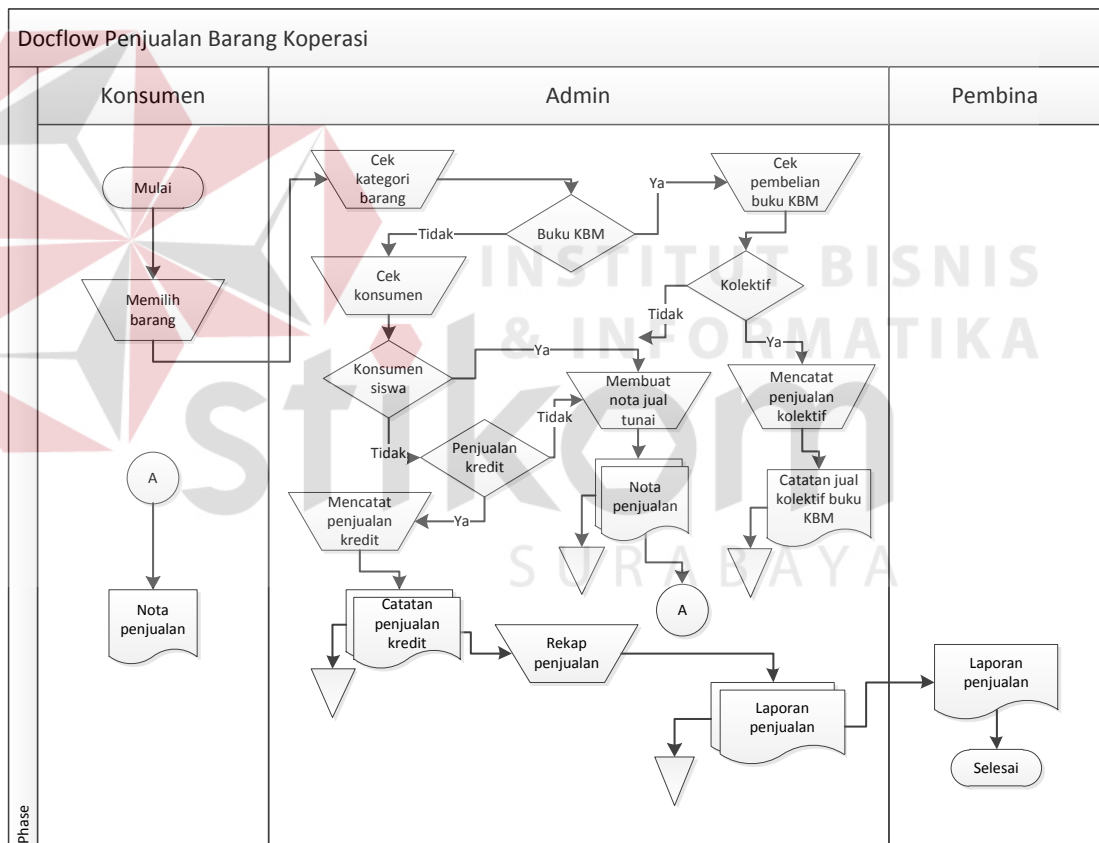 Docflow Penjualan Barang Koperasi
Konsumen
Admin
Pembina
Phase
Mulai
Memilih
barang
A
Nota
penjualan
Cek
kategori
barang
Buku KBM
Ya
Tidak
Cek
pembelian
buku KBM
Cek
konsumen
Kolektif
Tidak
Ya
Konsumen
siswa
Ya
Tidak
Membuat
nota jual
tunai
Mencatat
penjualan
kolektif
Penjualan
kredit
Tidak
Ya
Nota
penjualan
Catatan jual
kolektif buku
KBM
Mencatat
penjualan
kredit
A
Catatan
penjualan
kredit
Rekap
penjualan
Laporan
penjualan
Laporan
penjualan
Selesai
INSTITUT BISNIS
& INFORMATIKA
stikom
SURABAYA